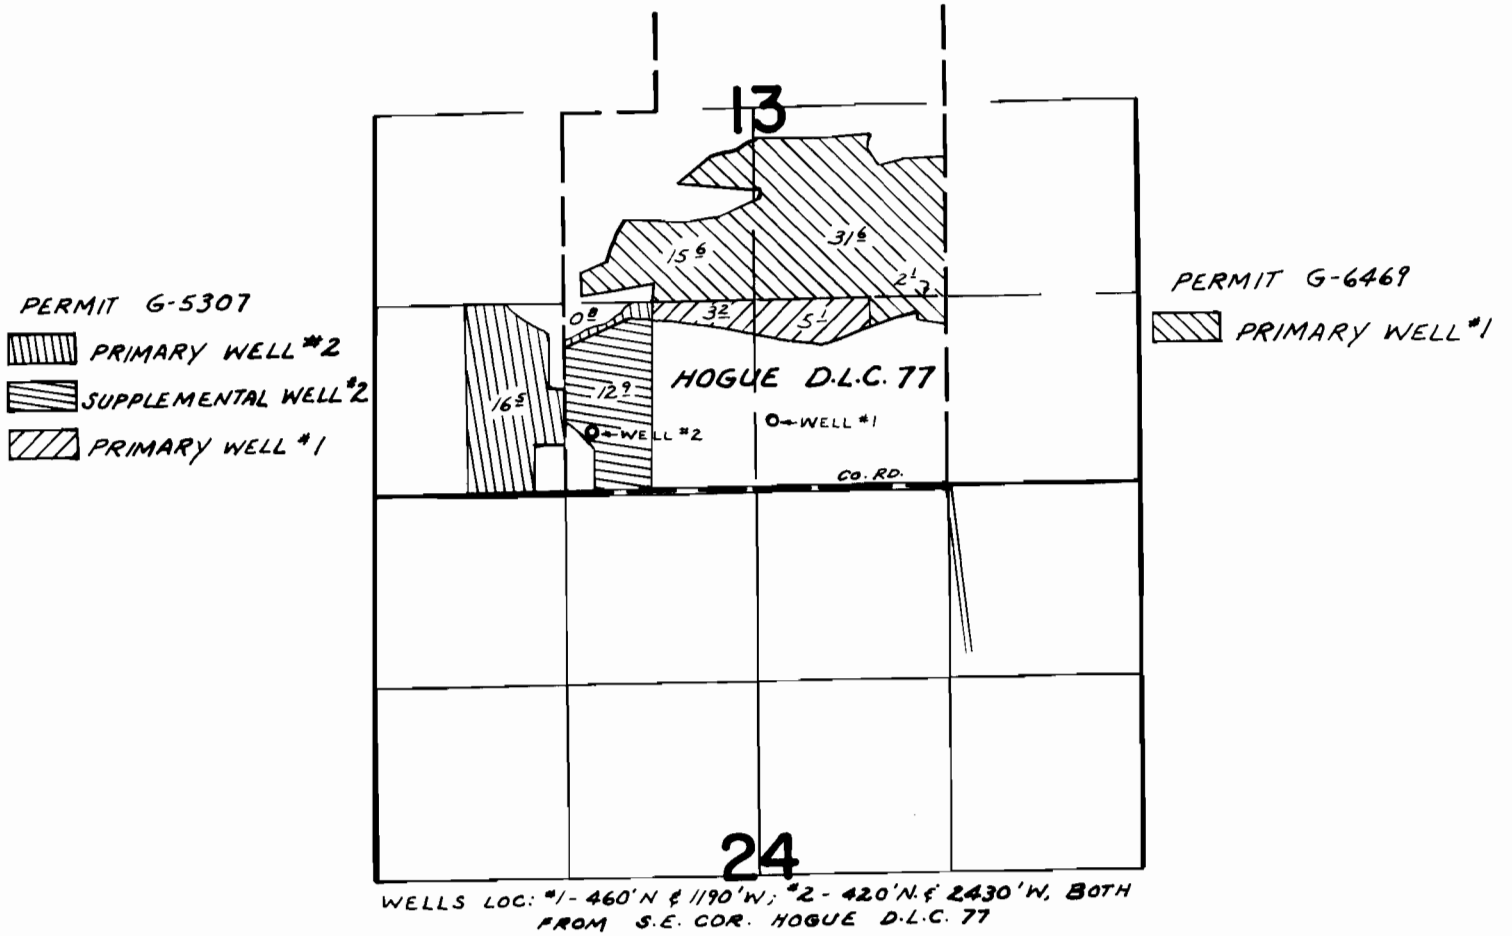 13
PERMIT G-5307
PRIMARY WELL #2
SUPPLEMENTAL WELL #2
PRIMARY WELL #1
PERMIT G-6469
PRIMARY WELL #1
15 6
31 6
2 1
0 8
3 2
5 1
16 5
12 9
HOGUE D.L.C. 77
WELL #2
WELL #1
CO. RD.
24
WELLS LOC: #1 - 460' N & 1190' W; #2 - 420' N. & 2430' W, BOTH
FROM S.E. COR. HOGUE D.L.C. 77